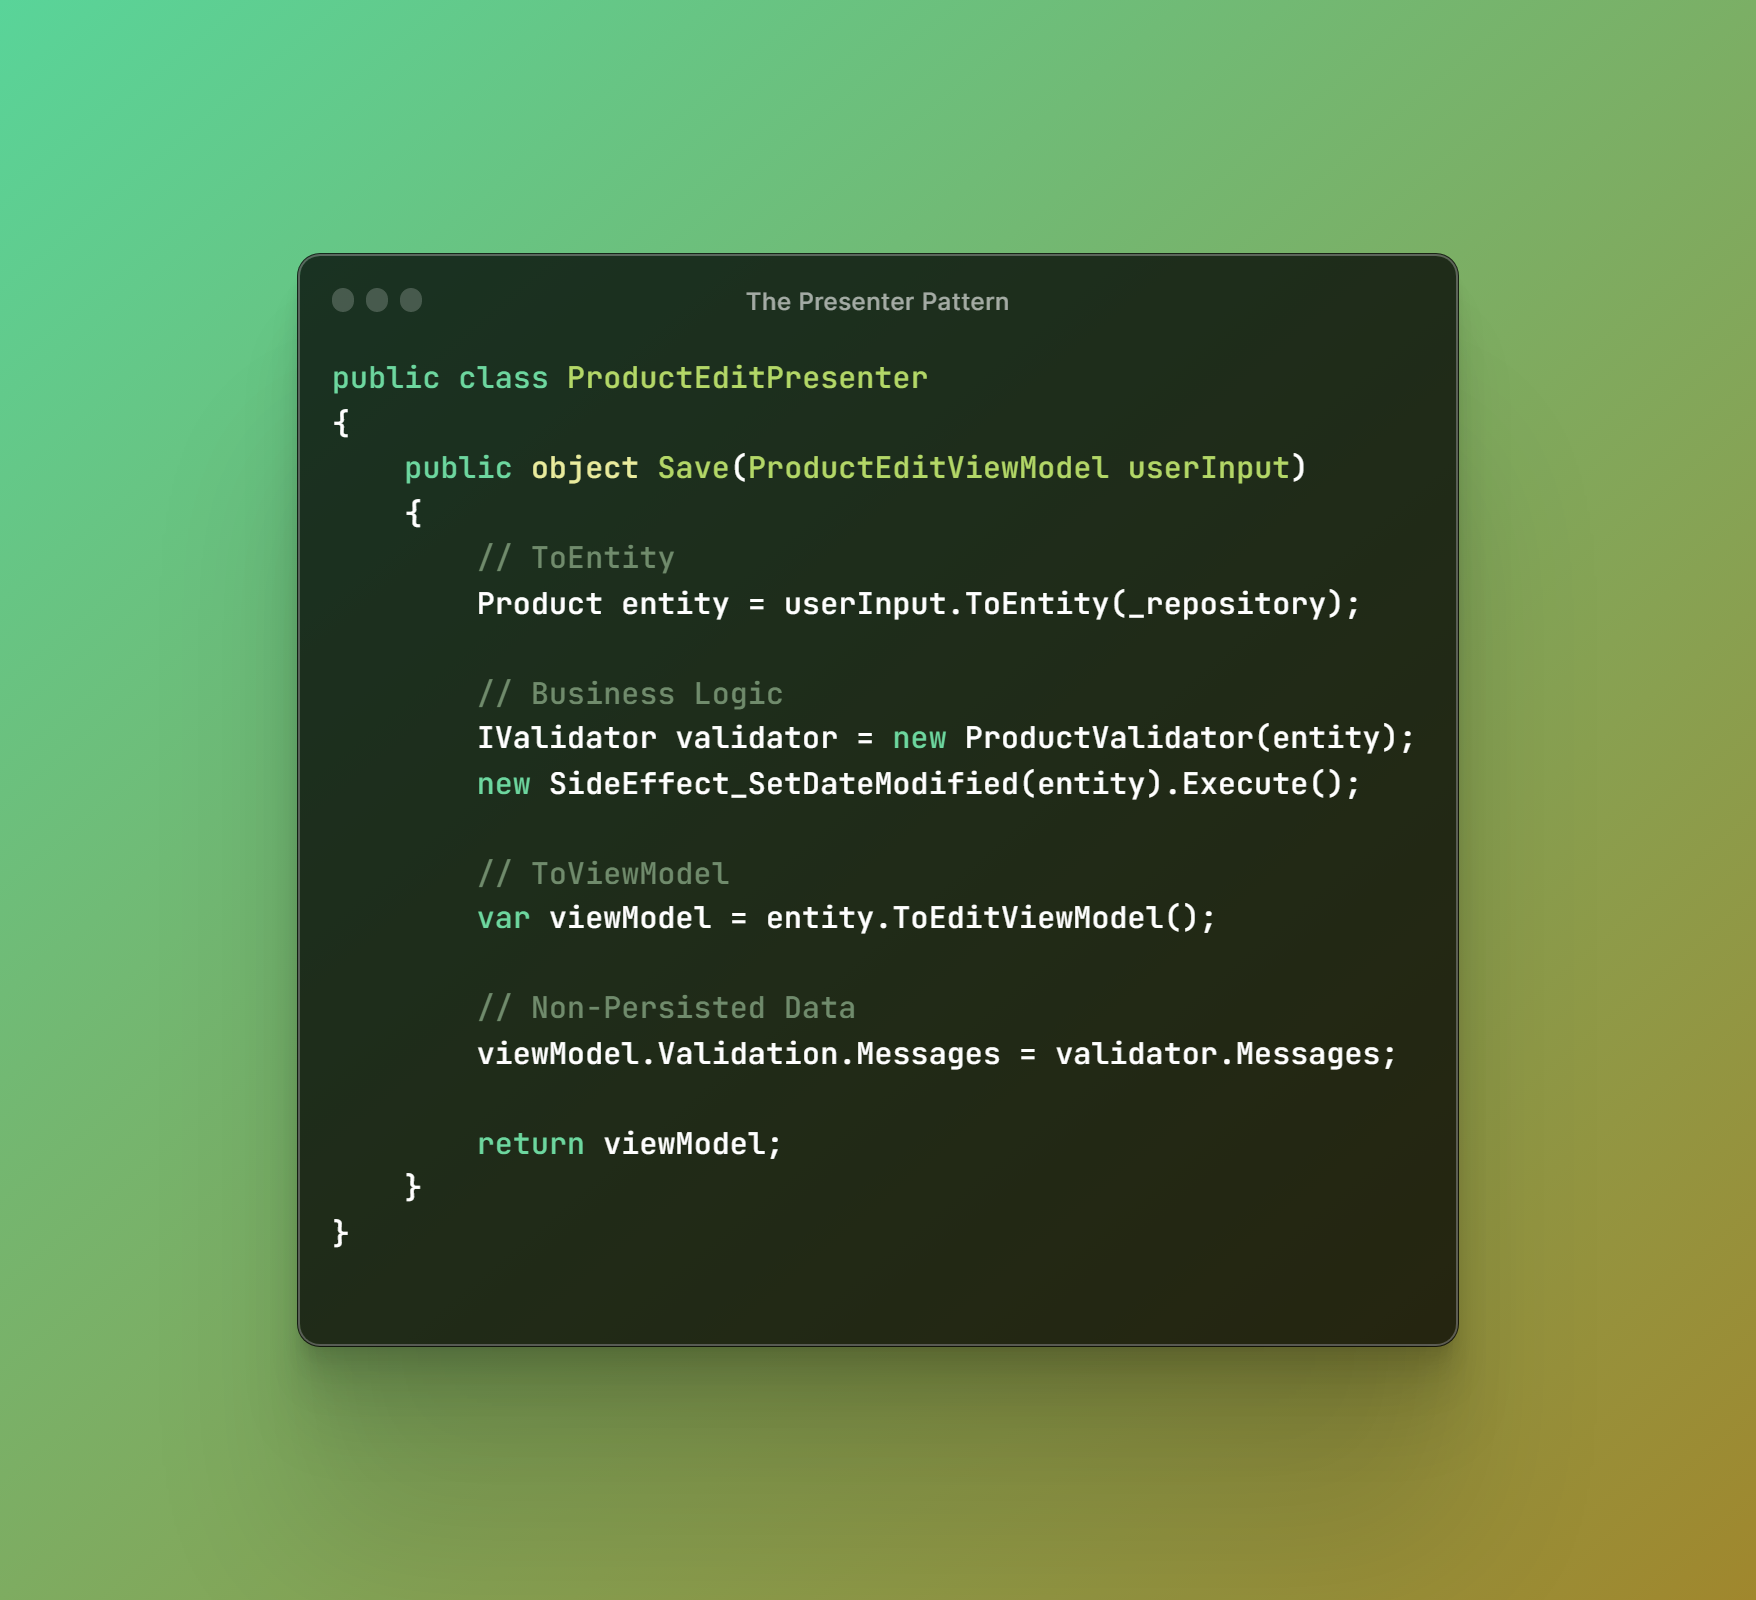 The Presenter Pattern
public class ProductEditPresenter
{
    public object Save(ProductEditViewModel userInput)
    {
        // ToEntity
        Product entity = userInput.ToEntity(_repository);

        // Business Logic
        IValidator validator = new ProductValidator(entity);
        new SideEffect_SetDateModified(entity).Execute();

        // ToViewModel
        var viewModel = entity.ToEditViewModel();

        // Non-Persisted Data
        viewModel.Validation.Messages = validator.Messages;

        return viewModel;
    }
}